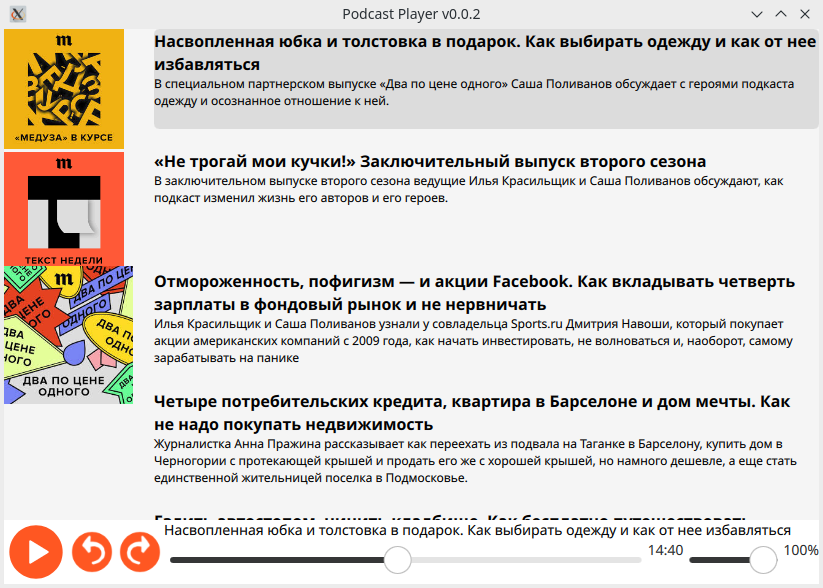 Podcast Player v0.0.2
m
«МЕДУЗА» В КУРСЕ
m
ТЕКСТ НЕДЕЛИ
m
ДВА ПО ЦЕНЕ
ОДНОГО
Насвопленная юбка и толстовка в подарок. Как выбирать одежду и как от нее
избавляться
В специальном партнерском выпуске «Два по цене одного» Саша Поливанов обсуждает с героями подкаста
одежду и осознанное отношение к ней.
«Не трогай мои кучки!» Заключительный выпуск второго сезона
В заключительном выпуске второго сезона ведущие Илья Красильщик и Саша Поливанов обсуждают, как
подкаст изменил жизнь его авторов и его героев.
Отмороженность, пофигизм — и акции Facebook. Как вкладывать четверть
зарплаты в фондовый рынок и не нервничать
Илья Красильщик и Саша Поливанов узнали у совладельца Sports.ru Дмитрия Навоши, который покупает
акции американских компаний с 2009 года, как начать инвестировать, не волноваться и, наоборот, самому
зарабатывать на панике
Четыре потребительских кредита, квартира в Барселоне и дом мечты. Как
не надо покупать недвижимость
Журналистка Анна Пражина рассказывает как переехать из подвала на Таганке в Барселону, купить дом в
Черногории с протекающей крышей и продать его же с хорошей крышей, но намного дешевле, а еще стать
единственной жительницей поселка в Подмосковье.
Насвопленная юбка и толстовка в подарок. Как выбирать одежду и как от нее избавляться
14:40
100%